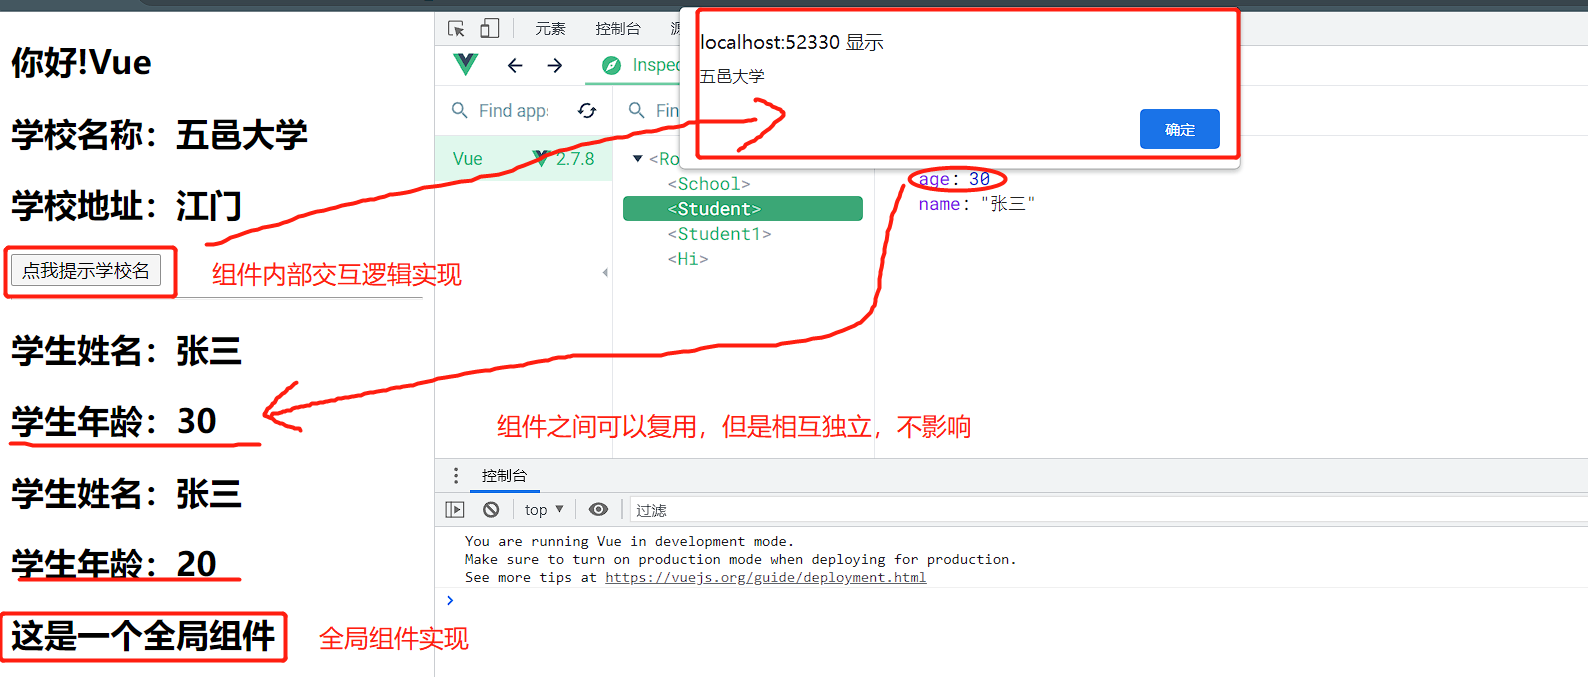 你好!Vue
学校名称：五邑大学
学校地址：江门
点我提示学校名
组件内部交互逻辑实现
学生姓名：张三
学生年龄：30
学生姓名：张三
学生年龄：20
这是一个全局组件
全局组件实现
元素
控制台
localhost:52330 显示
五邑大学
确定
Find apps
Vue
2.7.8
<School>
<Student>
<Student1>
<Hi>
age: 30
name: "张三"
组件之间可以复用，但是相互独立，不影响
控制台
top
过滤
You are running Vue in development mode.
Make sure to turn on production mode when deploying for production.
See more tips at https://vuejs.org/guide/deployment.html